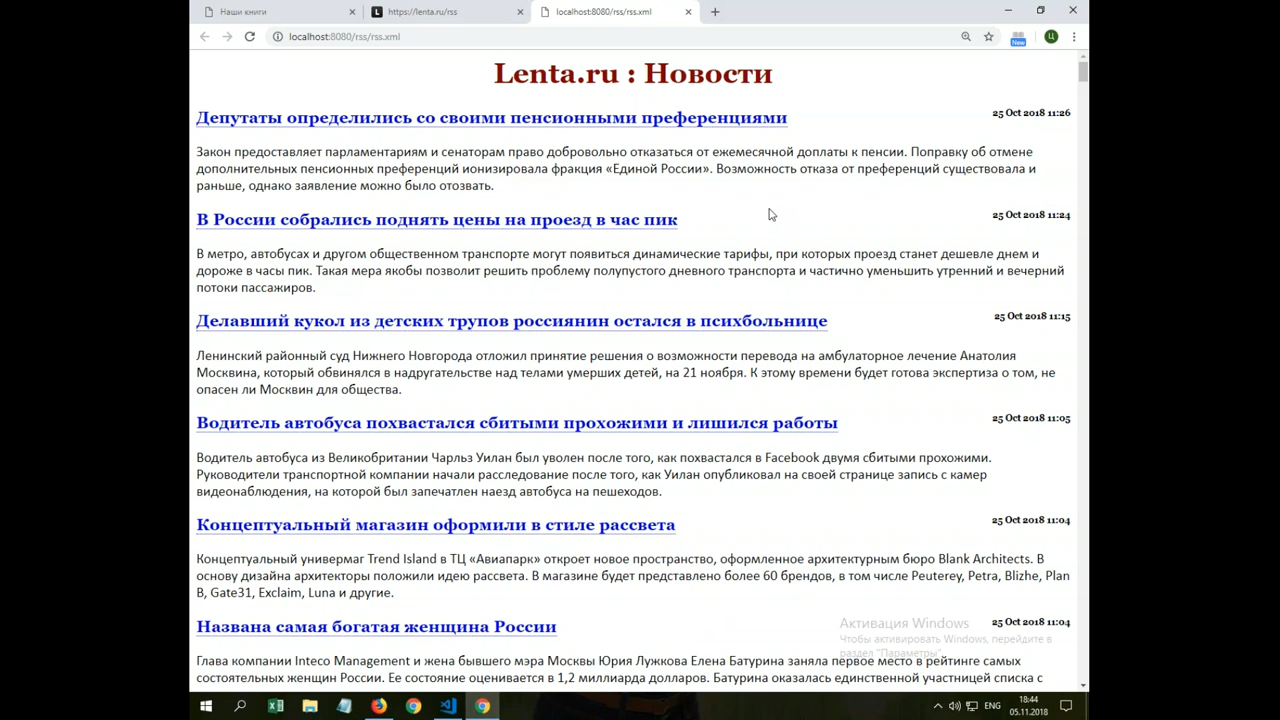 Наши книги
https://lenta.ru/rss
localhost:8080/rss/rss.xml
localhost:8080/rss/rss.xml
New
Ц
Lenta.ru : Новости
Депутаты определились со своими пенсионными преференциями
25 Oct 2018 11:26
Закон предоставляет парламентариям и сенаторам право добровольно отказаться от ежемесячной доплаты к пенсии. Поправку об отмене
дополнительных пенсионных преференций ионизировала фракция «Единой России». Возможность отказа от преференций существовала и
раньше, однако заявление можно было отозвать.
В России собрались поднять цены на проезд в час пик
25 Oct 2018 11:24
В метро, автобусах и другом общественном транспорте могут появиться динамические тарифы, при которых проезд станет дешевле днем и
дороже в часы пик. Такая мера якобы позволит решить проблему полупустого дневного транспорта и частично уменьшить утренний и вечерний
потоки пассажиров.
Делавший кукол из детских трупов россиянин остался в психбольнице
25 Oct 2018 11:15
Ленинский районный суд Нижнего Новгорода отложил принятие решения о возможности перевода на амбулаторное лечение Анатолия
Москвина, который обвинялся в надругательстве над телами умерших детей, на 21 ноября. К этому времени будет готова экспертиза о том, не
опасен ли Москвин для общества.
Водитель автобуса похвастался сбитыми прохожими и лишился работы
25 Oct 2018 11:05
Водитель автобуса из Великобритании Чарльз Уилан был уволен после того, как похвастался в Facebook двумя сбитыми прохожими.
Руководители транспортной компании начали расследование после того, как Уилан опубликовал на своей странице запись с камер
видеонаблюдения, на которой был запечатлен наезд автобуса на пешеходов.
Концептуальный магазин оформили в стиле рассвета
25 Oct 2018 11:04
Концептуальный универмаг Trend Island в ТЦ «Авиапарк» откроет новое пространство, оформленное архитектурным бюро Blank Architects. В
основу дизайна архитекторы положили идею рассвета. В магазине будет представлено более 60 брендов, в том числе Peuterey, Petra, Blizhe, Plan
B, Gate31, Exclaim, Luna и другие.
Названа самая богатая женщина России
25 Oct 2018 11:04
Активация Windows
Чтобы активировать Windows, перейдите в
раздел "Параметры".
Глава компании Inteco Management и жена бывшего мэра Москвы Юрия Лужкова Елена Батурина заняла первое место в рейтинге самых
состоятельных женщин России. Ее состояние оценивается в 1,2 миллиарда долларов. Батурина оказалась единственной участницей списка с
ENG
18:44
05.11.2018